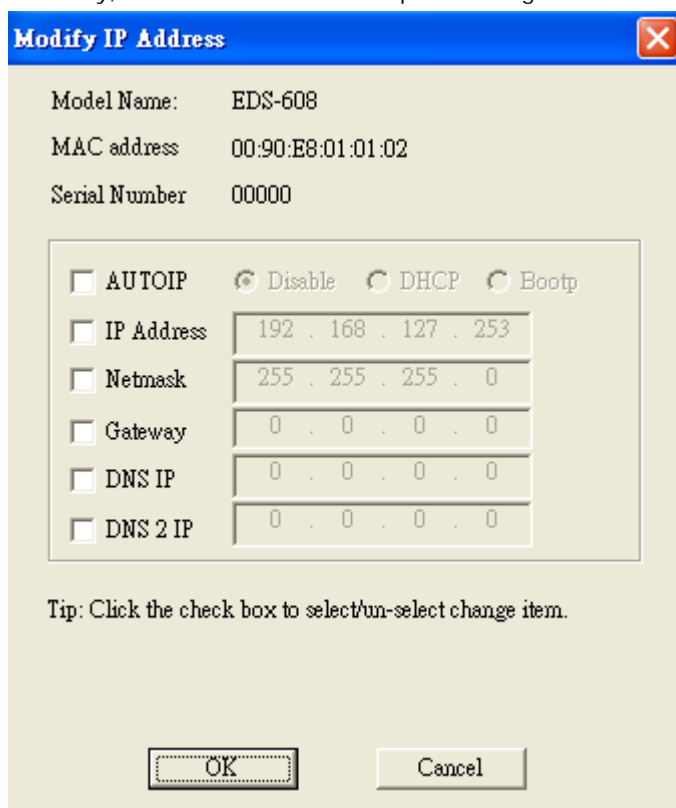 Modify IP Address
Model Name: EDS-608
MAC address 00:90:E8:01:01:02
Serial Number 00000
AUTOIP Disable DHCP Bootp
IP Address 192 . 168 . 127 . 253
Netmask 255 . 255 . 255 . 0
Gateway 0 . 0 . 0 . 0
DNS IP 0 . 0 . 0 . 0
DNS 2 IP 0 . 0 . 0 . 0
Tip: Click the check box to select/un-select change item.
OK Cancel